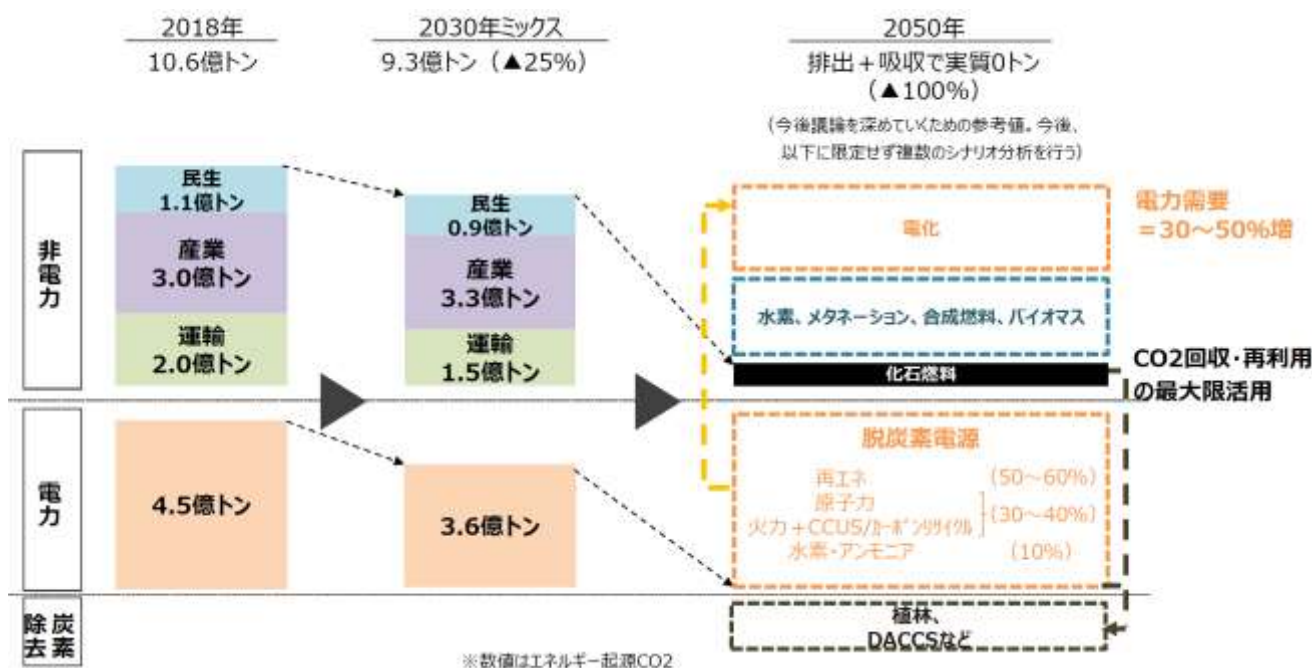 2018年
10.6億トン
2030年ミックス
9.3億トン（▲25%）
2050年
排出＋吸収で実質0トン
（▲100%）
（今後議論を深めていくための参考値。今後、
以下に限定せず複数のシナリオ分析を行う）
非電力
民生
1.1億トン
産業
3.0億トン
運輸
2.0億トン
民生
0.9億トン
産業
3.3億トン
運輸
1.5億トン
電化
電力需要
＝30～50%増
水素、メタネーション、合成燃料、バイオマス
化石燃料
CO2回収・再利用
の最大限活用
電力
4.5億トン
3.6億トン
脱炭素電源
再エネ （50～60%）
原子力
火力＋CCUS/カーボンリサイクル （30～40%）
水素・アンモニア （10%）
炭素除去
植林、
DACCSなど
※数値はエネルギー起源CO2